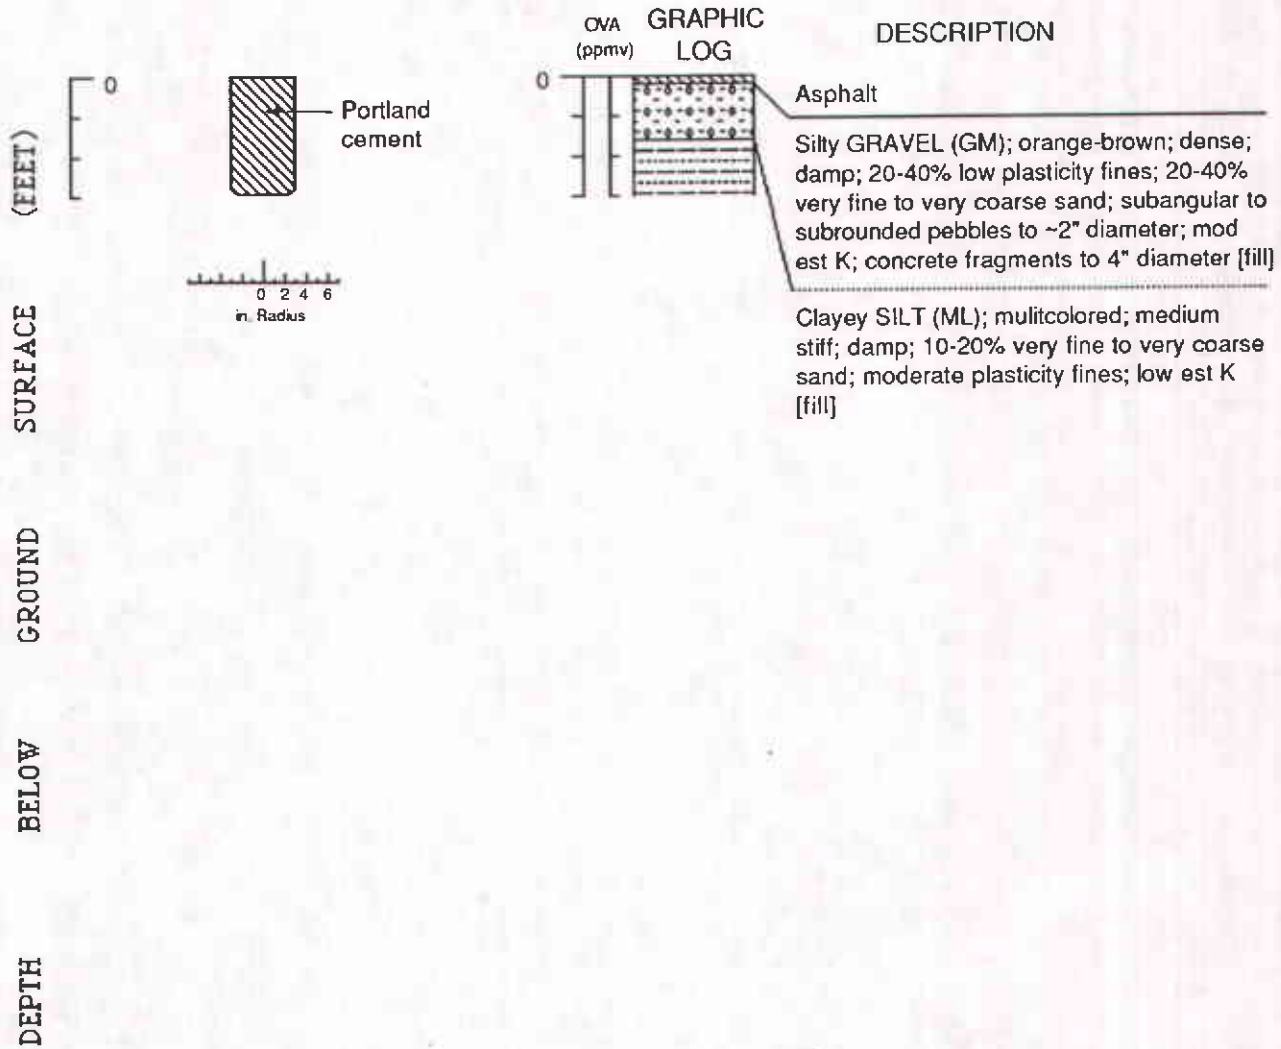 OVA
(ppmv)
GRAPHIC
LOG
DESCRIPTION
0
Portland
cement
0
Asphalt
Silty GRAVEL (GM); orange-brown; dense;
damp; 20-40% low plasticity fines; 20-40%
very fine to very coarse sand; subangular to
subrounded pebbles to ~2" diameter; mod
est K; concrete fragments to 4" diameter [fill]
Clayey SILT (ML); mulitcolored; medium
stiff; damp; 10-20% very fine to very coarse
sand; moderate plasticity fines; low est K
[fill]
0 2 4 6
in. Radius
DEPTH BELOW GROUND SURFACE (FEET)